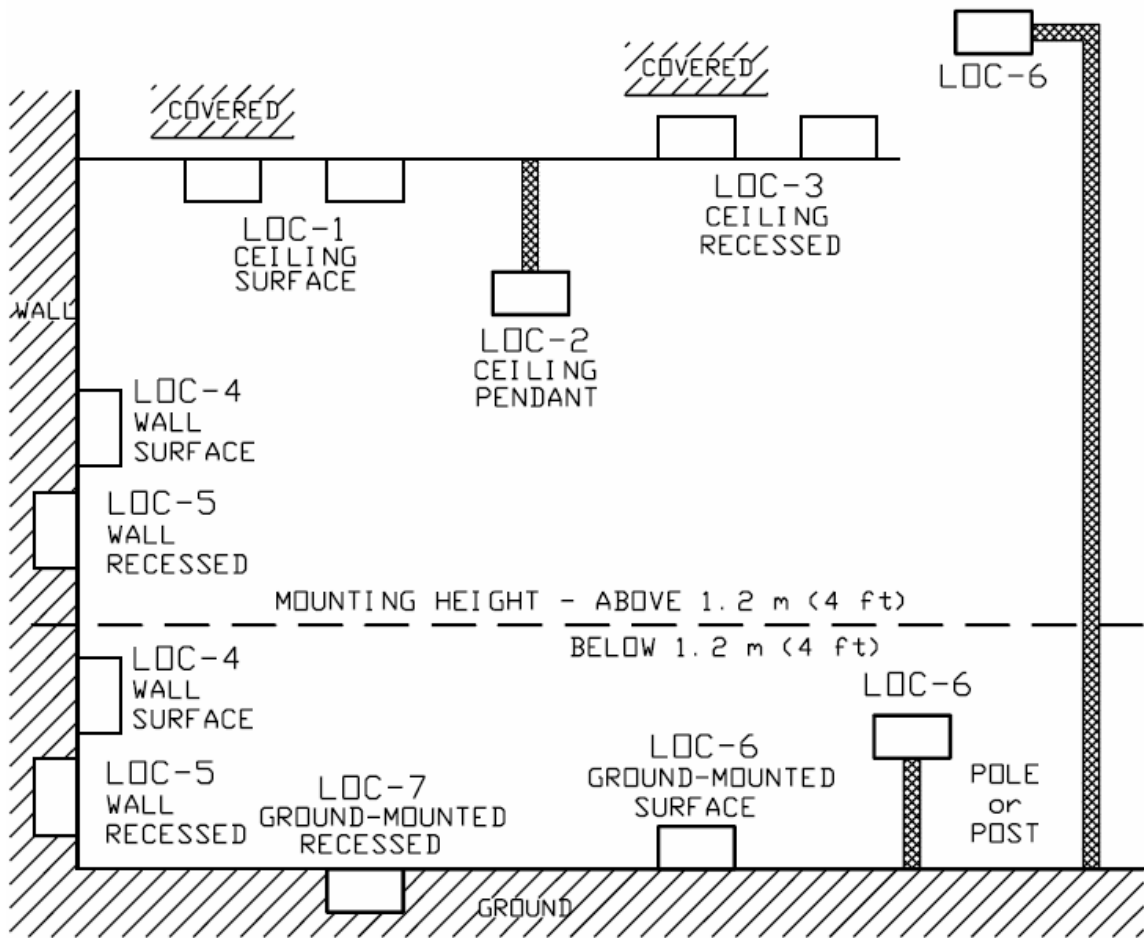 LOC-6
COVERED
COVERED
LOC-1
CEILING
SURFACE
LOC-3
CEILING
RECESSED
WALL
LOC-2
CEILING
PENDANT
LOC-4
WALL
SURFACE
LOC-5
WALL
RECESSED
MOUNTING HEIGHT - ABOVE 1.2 m (4 ft)
BELOW 1.2 m (4 ft)
LOC-4
WALL
SURFACE
LOC-6
LOC-5
WALL
RECESSED
LOC-7
GROUND-MOUNTED
RECESSED
LOC-6
GROUND-MOUNTED
SURFACE
POLE
or
POST
GROUND